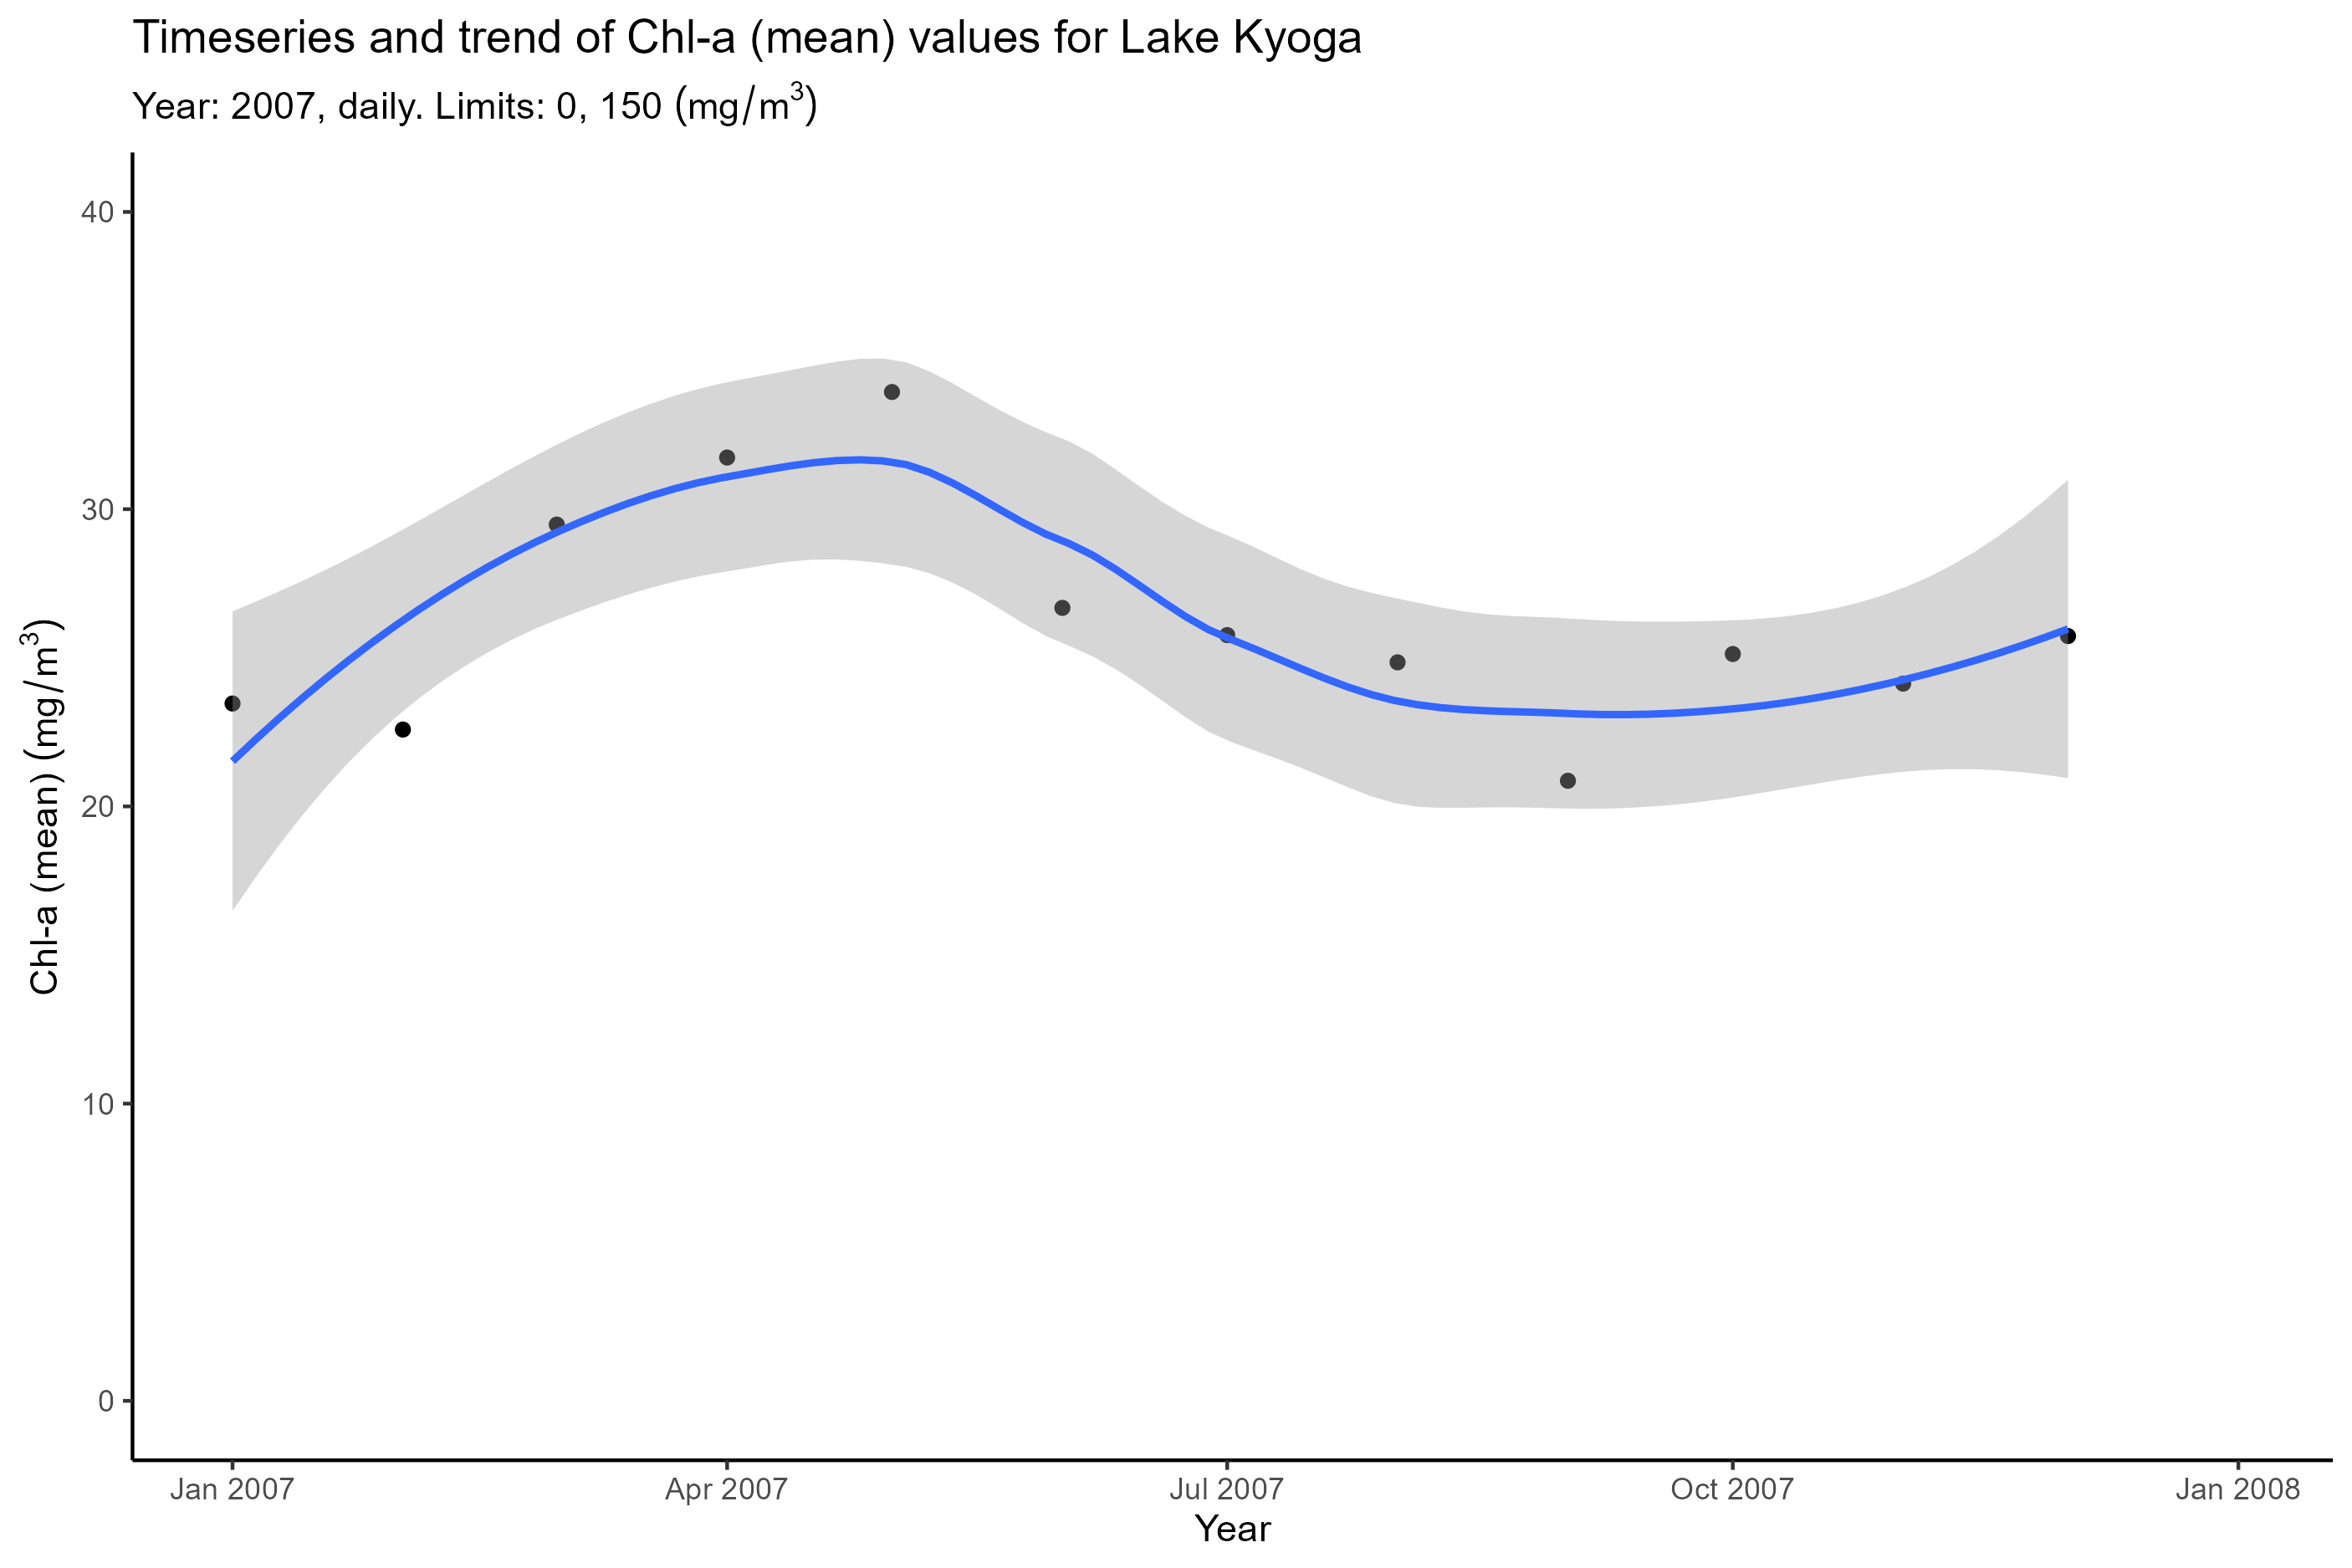 Timeseries and trend of Chl-a (mean) values for Lake Kyoga
Year: 2007, daily. Limits: 0, 150 (mg/m³)
40
30
20
10
0
Chl-a (mean) (mg/m³)
Jan 2007 Apr 2007 Jul 2007 Oct 2007 Jan 2008
Year